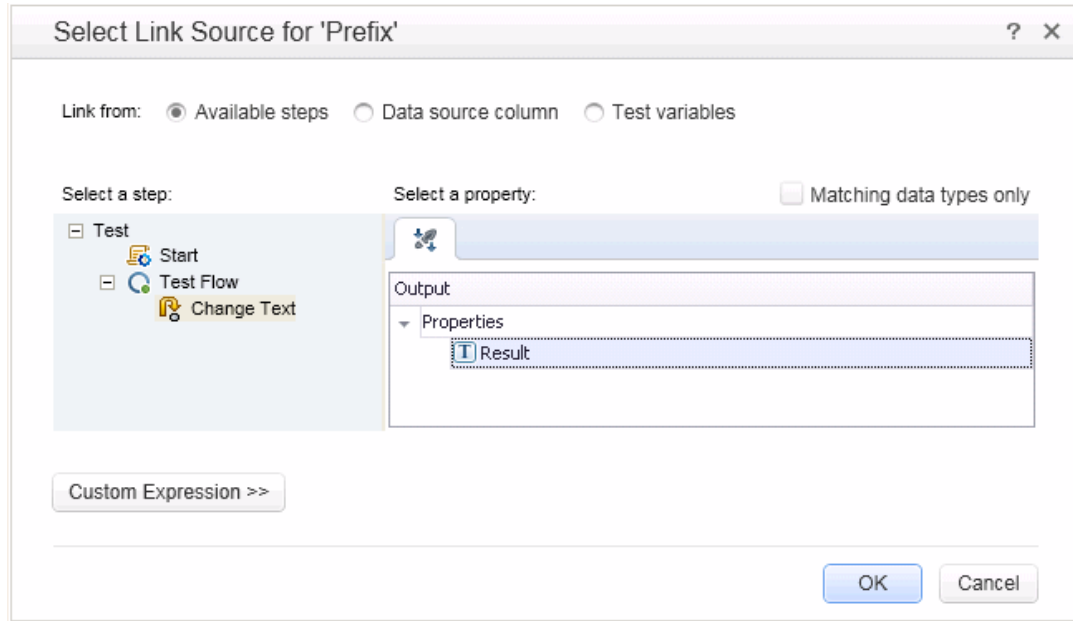 Select Link Source for 'Prefix'
?
Link from: Available steps Data source column Test variables
Select a step:
Select a property:
Matching data types only
Test
Start
Test Flow
Change Text
Output
Properties
T Result
Custom Expression >>
OK
Cancel